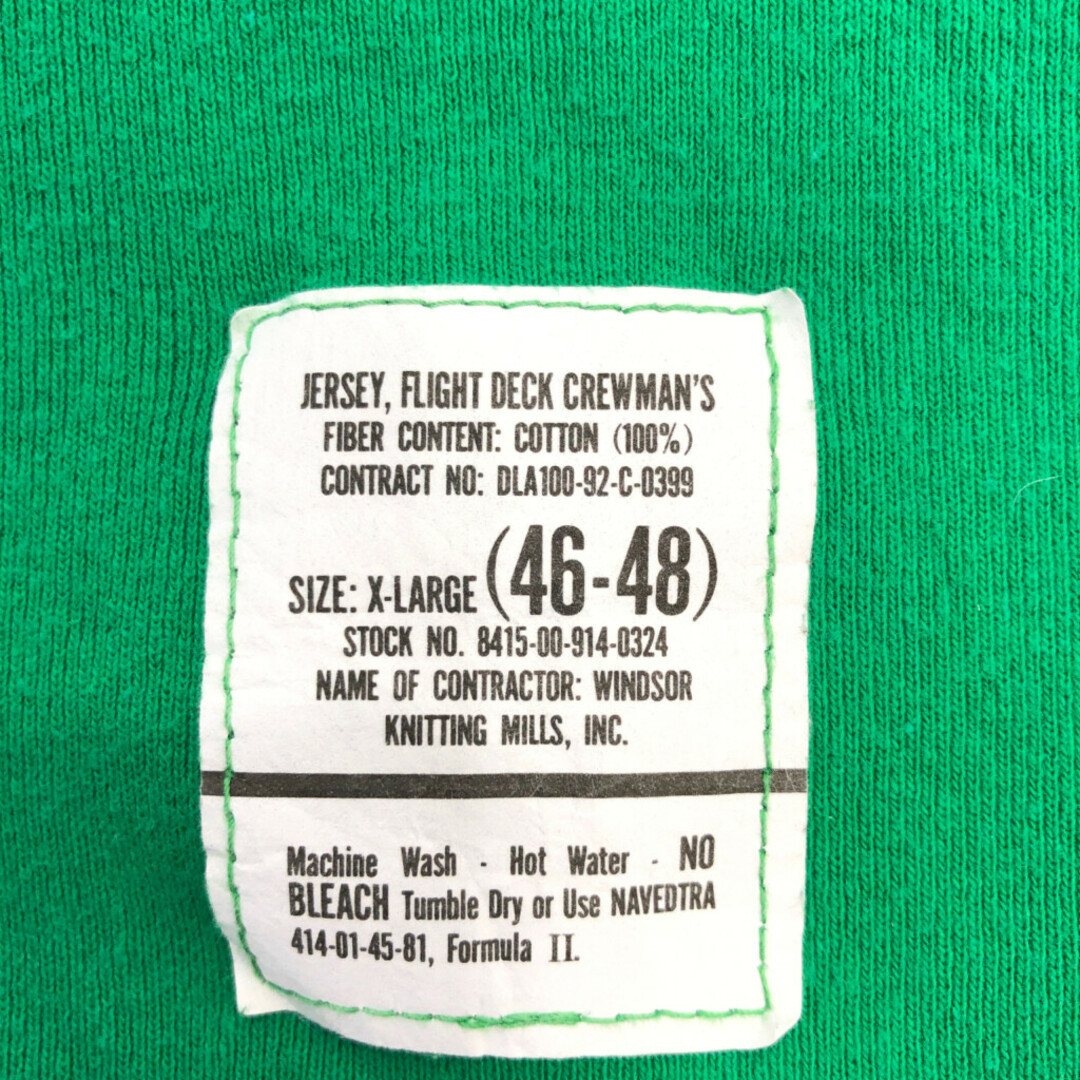 JERSEY, FLIGHT DECK CREWMAN'S
FIBER CONTENT: COTTON (100%)
CONTRACT NO: DLA100-92-C-0399
SIZE: X-LARGE (46-48)
STOCK NO. 8415-00-914-0324
NAME OF CONTRACTOR: WINDSOR
KNITTING MILLS, INC.
Machine Wash - Hot Water - NO
BLEACH Tumble Dry or Use NAVEDTRA
414-01-45-81, Formula II.